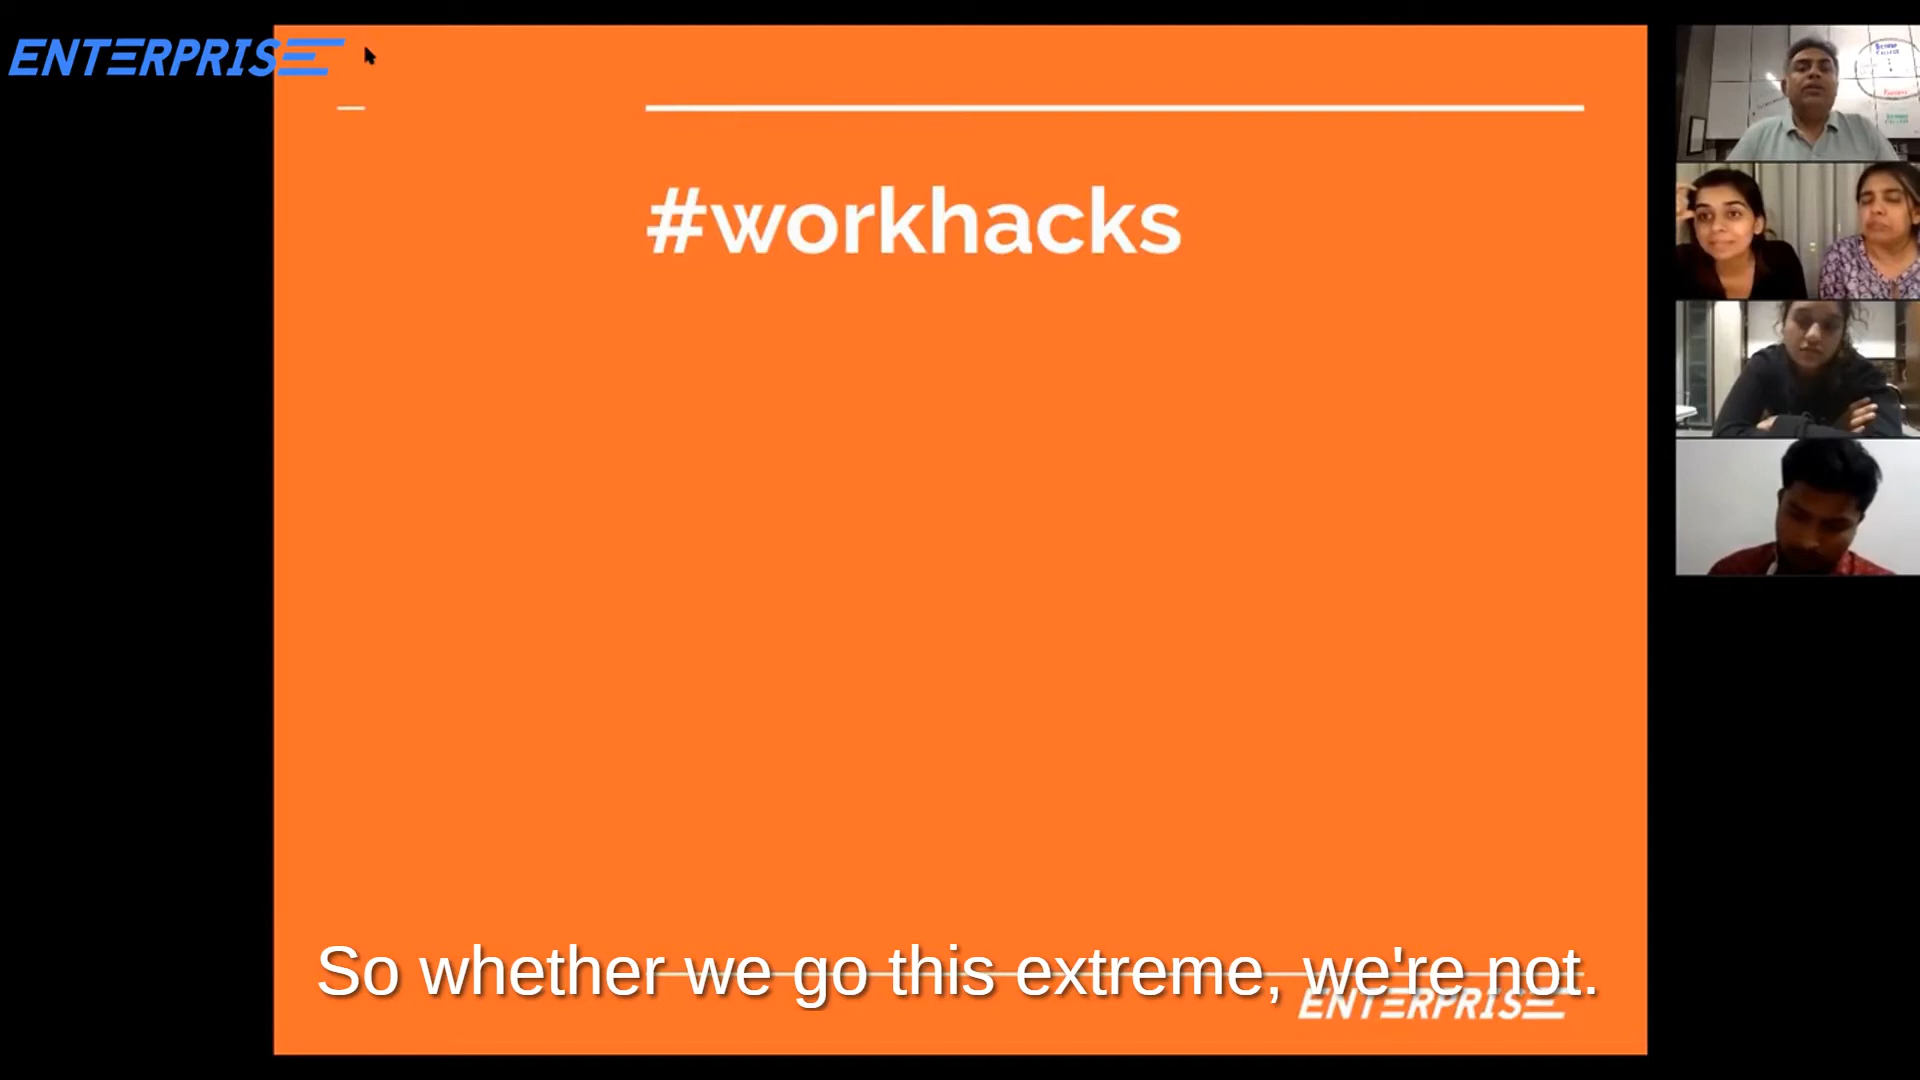 ENTERPRISE
#workhacks
So whether we go this extreme, we're not.
ENTERPRISE